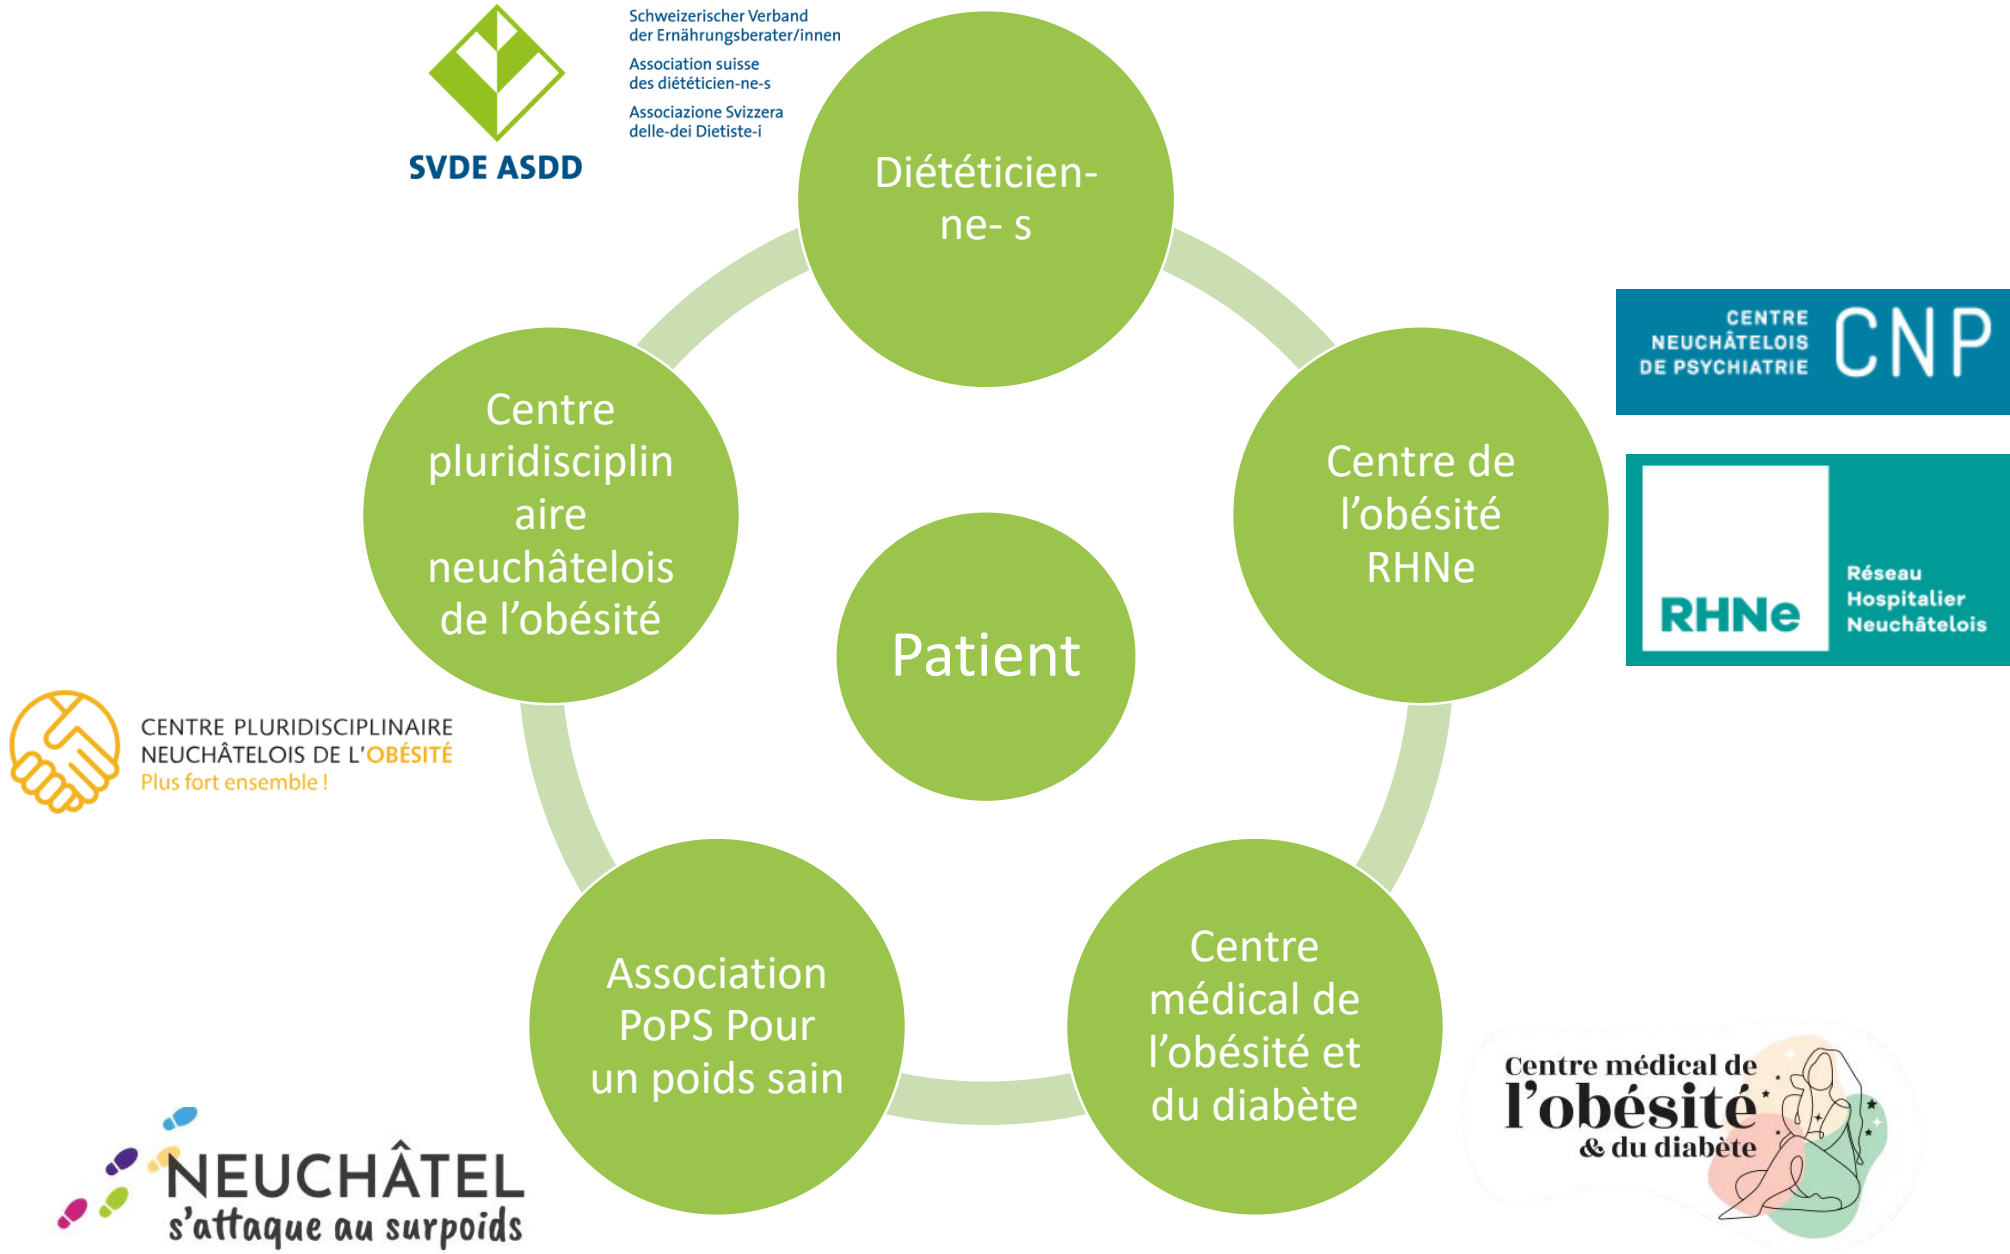 Schweizerischer Verband
der Ernährungsberater/innen
Association suisse
des diététicien-ne-s
Associazione Svizzera
delle-dei Dietiste-i
SVDE ASDD
Diététicien-
ne- s
CENTRE
NEUCHÂTELOIS
DE PSYCHIATRIE
CNP
Centre
pluridisciplin
aire
neuchâtelois
de l’obésité
Centre de
l’obésité
RHNe
RHNe
Réseau
Hospitalier
Neuchâtelois
Patient
CENTRE PLURIDISCIPLINAIRE
NEUCHÂTELOIS DE L’OBÉSITÉ
Plus fort ensemble !
Association
PoPS Pour
un poids sain
Centre
médical de
l’obésité et
du diabète
Centre médical de
l’obésité
& du diabète
NEUCHÂTEL
s'attaque au surpoids